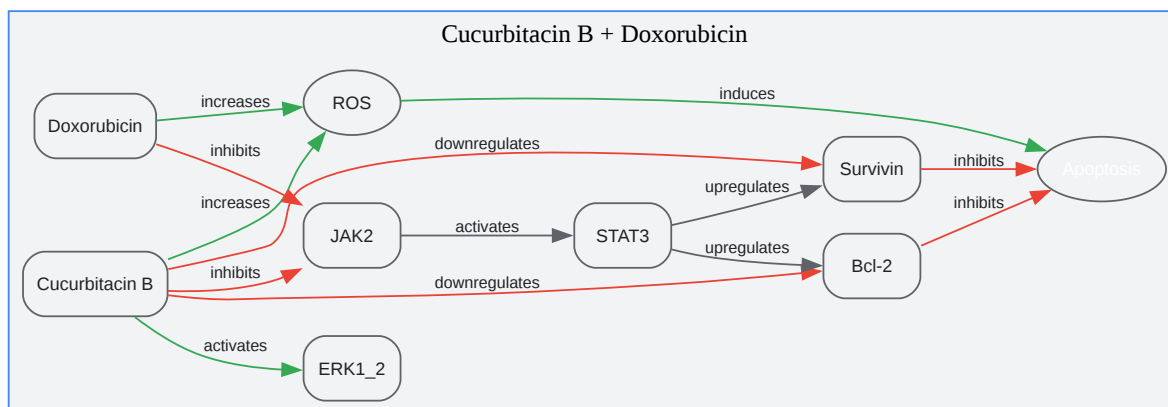 Cucurbitacin B + Doxorubicin
increases
ROS
induces
Doxorubicin
inhibits
downregulates
Survivin
inhibits
Apoptosis
increases
upregulates
JAK2
activates
STAT3
inhibits
upregulates
Bcl-2
inhibits
Cucurbitacin B
downregulates
activates
ERK1_2